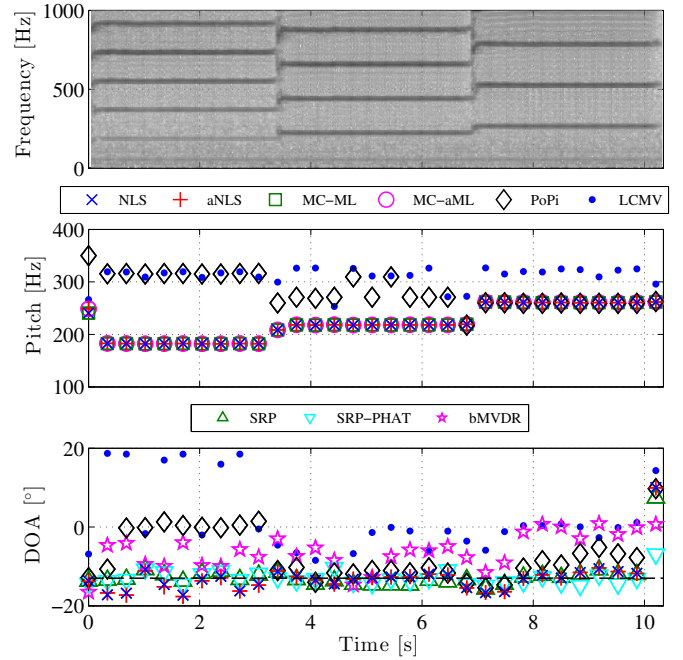 1000
500
0
Frequency [Hz]
NLS aNLS MC−ML MC−aML PoPi LCMV
400
300
200
100
Pitch [Hz]
SRP SRP−PHAT bMVDR
20
0
−20
DOA [°]
0 2 4 6 8 10
Time [s]